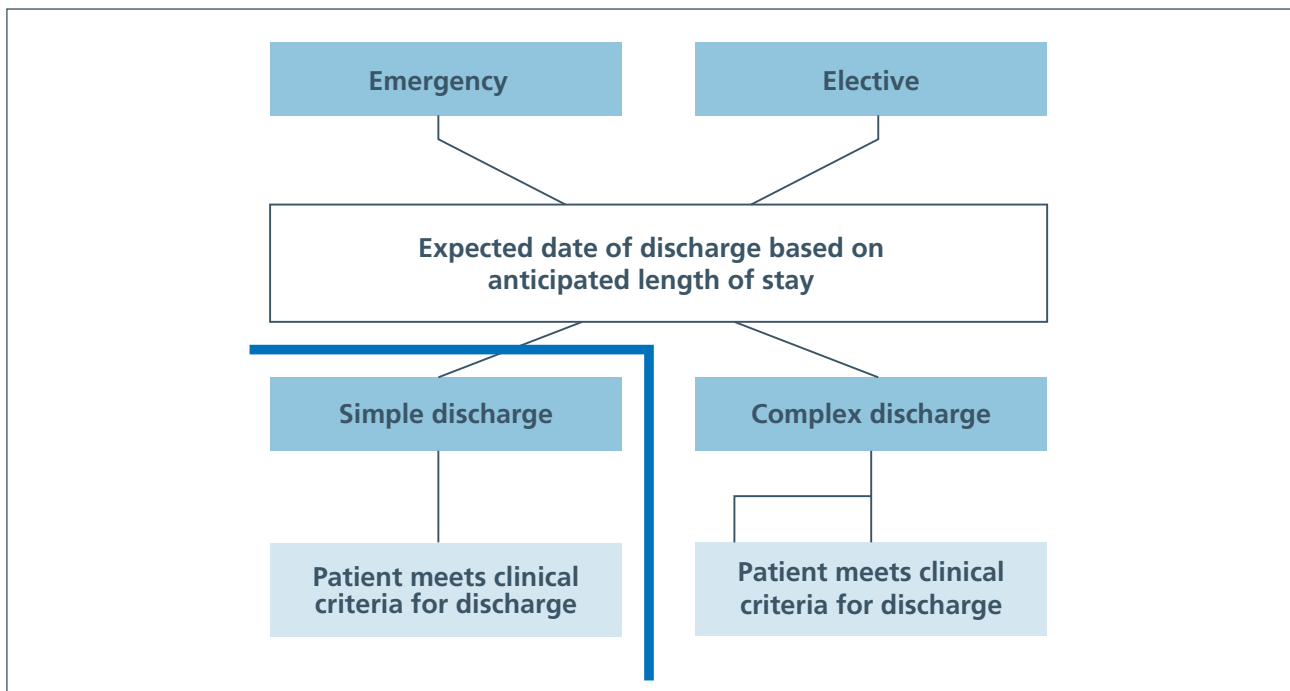 Emergency
Elective
Expected date of discharge based on
anticipated length of stay
Simple discharge
Complex discharge
Patient meets clinical
criteria for discharge
Patient meets clinical
criteria for discharge